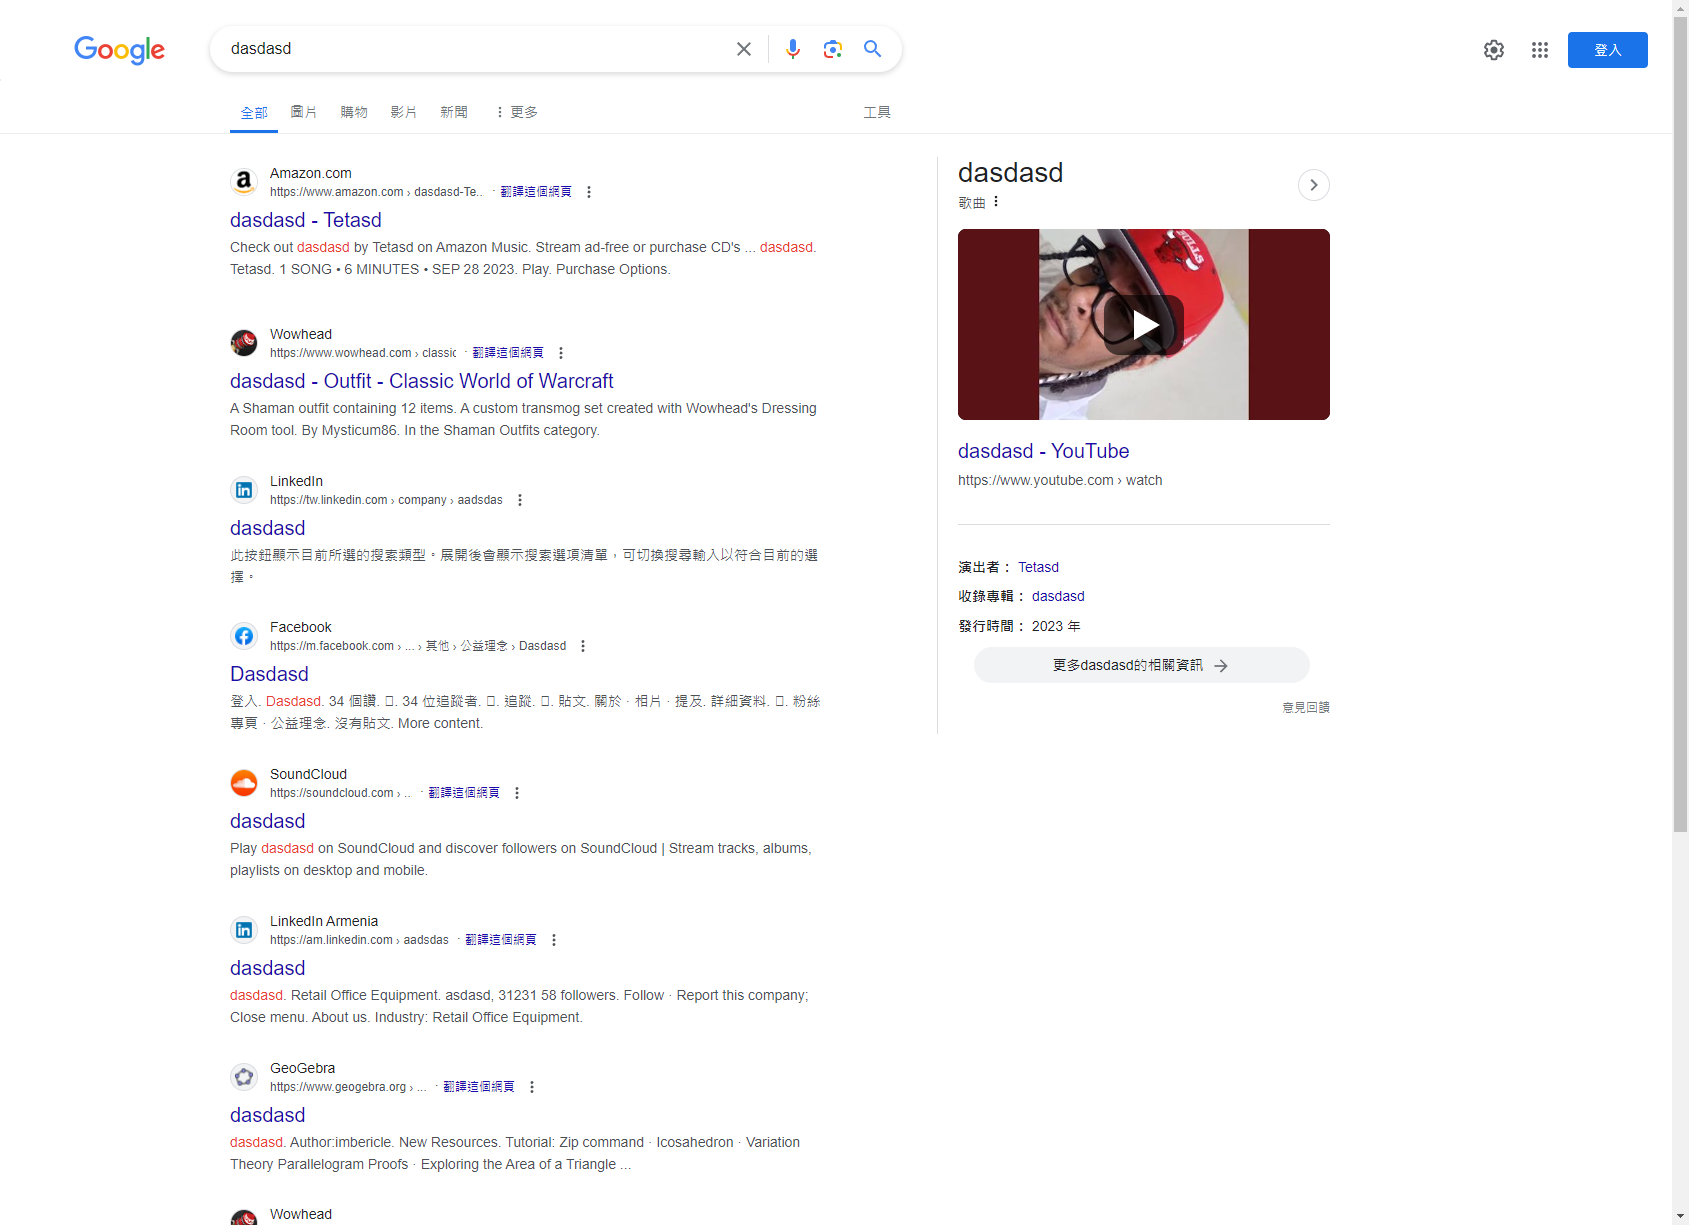 Google
dasdasd
登入
全部
圖片
購物
影片
新聞
更多
工具
Amazon.com
https://www.amazon.com › dasdasd-Te... · 翻譯這個網頁
dasdasd - Tetasd
Check out dasdasd by Tetasd on Amazon Music. Stream ad-free or purchase CD's ... dasdasd.
Tetasd. 1 SONG • 6 MINUTES • SEP 28 2023. Play. Purchase Options.
Wowhead
https://www.wowhead.com › classic · 翻譯這個網頁
dasdasd - Outfit - Classic World of Warcraft
A Shaman outfit containing 12 items. A custom transmog set created with Wowhead's Dressing
Room tool. By Mysticum86. In the Shaman Outfits category.
LinkedIn
https://tw.linkedin.com › company › aadsdas
dasdasd
此按鈕顯示目前所選的搜索類型。展開後會顯示搜索選項清單，可切換搜尋輸入以符合目前的選
擇。
Facebook
https://m.facebook.com › ... › 其他 › 公益理念 › Dasdasd
Dasdasd
登入. Dasdasd. 34 個讚. 󰤦. 34 位追蹤者. 󰞋. 追蹤. 󰟝. 貼文. 關於 · 相片 · 提及. 詳細資料. 󱛐. 粉絲
專頁 · 公益理念. 沒有貼文. More content.
SoundCloud
https://soundcloud.com › ... · 翻譯這個網頁
dasdasd
Play dasdasd on SoundCloud and discover followers on SoundCloud | Stream tracks, albums,
playlists on desktop and mobile.
LinkedIn Armenia
https://am.linkedin.com › aadsdas · 翻譯這個網頁
dasdasd
dasdasd. Retail Office Equipment. asdasd, 31231 58 followers. Follow · Report this company;
Close menu. About us. Industry: Retail Office Equipment.
GeoGebra
https://www.geogebra.org › ... · 翻譯這個網頁
dasdasd
dasdasd. Author:imbericle. New Resources. Tutorial: Zip command · Icosahedron · Variation
Theory Parallelogram Proofs · Exploring the Area of a Triangle ...
Wowhead
dasdasd
歌曲
BULLS
dasdasd - YouTube
https://www.youtube.com › watch
演出者： Tetasd
收錄專輯： dasdasd
發行時間： 2023 年
更多dasdasd的相關資訊
意見回饋